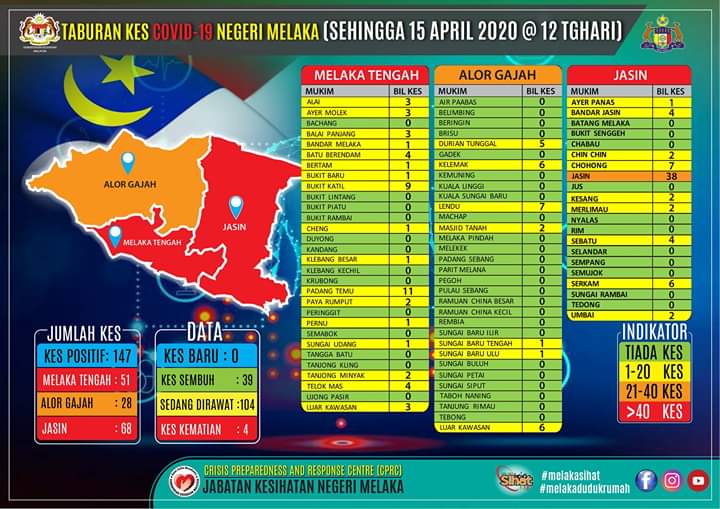 TABURAN KES COVID-19 NEGERI MELAKA (SEHINGGA 15 APRIL 2020 @ 12 TGHARI)
ALOR GAJAH
JASIN
MELAKA TENGAH
MELAKA TENGAH
MUKIM BIL KES
ALAI 3
AYER MOLEK 3
BACHANG 0
BALAI PANJANG 3
BANDAR MELAKA 1
BATU BERENDAM 4
BERTAM 1
BUKIT BARU 1
BUKIT KATIL 9
BUKIT LINTANG 0
BUKIT PIATU 0
BUKIT RAMBAI 0
CHENG 1
DUYONG 0
KANDANG 0
KLEBANG BESAR 1
KLEBANG KECHIL 0
KRUBONG 0
PADANG TEMU 11
PAYA RUMPUT 2
PERINGGIT 0
PERNU 1
SEMABOK 0
SUNGAI UDANG 1
TANGGA BATU 0
TANJONG KLING 0
TANJONG MINYAK 2
TELOK MAS 4
UJONG PASIR 0
LUAR KAWASAN 3
ALOR GAJAH
MUKIM BIL KES
AIR PAABAS 0
BELIMBING 0
BERINGIN 0
BRISU 0
DURIAN TUNGGAL 5
GADEK 0
KELEMAK 6
KEMUNING 0
KUALA LINGGI 0
KUALA SUNGAI BARU 0
LENDU 7
MACHAP 0
MASJID TANAH 2
MELAKA PINDAH 0
MELEKEK 0
PADANG SEBANG 0
PARIT MELANA 0
PEGOH 0
PULAU SEBANG 0
RAMUAN CHINA BESAR 0
RAMUAN CHINA KECIL 0
REMBIA 0
SUNGAI BARU ILIR 0
SUNGAI BARU TENGAH 1
SUNGAI BARU ULU 1
SUNGAI BULUH 0
SUNGAI PETAI 0
SUNGAI SIPUT 0
TABOH NANING 0
TANJUNG RIMAU 0
TEBONG 0
LUAR KAWASAN 6
JASIN
MUKIM BIL KES
AYER PANAS 1
BANDAR JASIN 4
BATANG MELAKA 0
BUKIT SENGGEH 0
CHABAU 0
CHIN CHIN 2
CHOHONG 7
JASIN 38
JUS 0
KESANG 2
MERLIMAU 2
NYALAS 0
RIM 0
SEBATU 4
SELANDAR 0
SEMPANG 0
SEMUJOK 0
SERKAM 6
SUNGAI RAMBAI 0
TEDONG 0
UMBAI 2
JUMLAH KES
KES POSITIF: 147
MELAKA TENGAH : 51
ALOR GAJAH : 28
JASIN : 68
DATA
KES BARU : 0
KES SEMBUH : 39
SEDANG DIRAWAT :104
KES KEMATIAN : 4
INDIKATOR
TIADA KES
1-20 KES
21-40 KES
>40 KES
CRISIS PREPAREDNESS AND RESPONSE CENTRE (CPRC)
JABATAN KESIHATAN NEGERI MELAKA
Sihat
#melakasihat
#melakadudukrumah